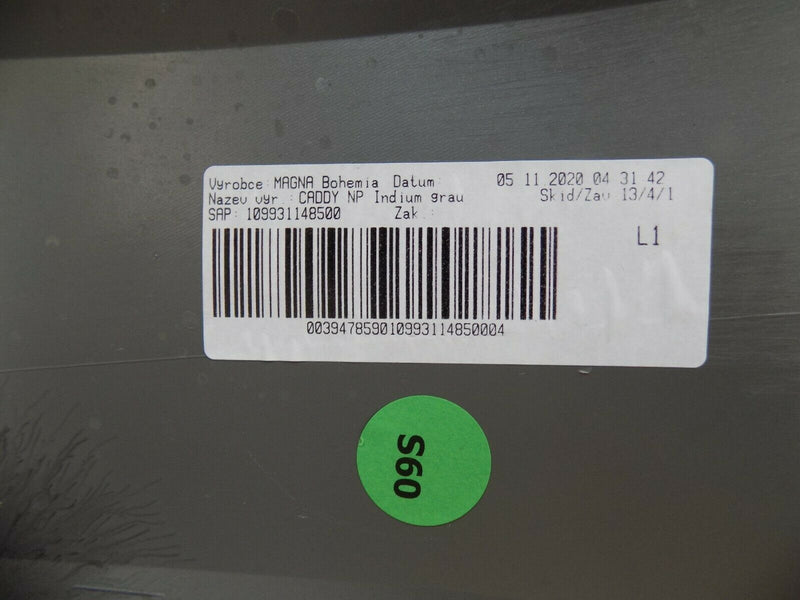 Vyrobce: MAGNA Bohemia Datum: 05 11 2020 04 31 42
Nazev vyr.: CADDY NP Indium grau Skid/Zav 13/4/1
SAP: 109931148500 Zak.:
L1
003947859010993114850004
S60